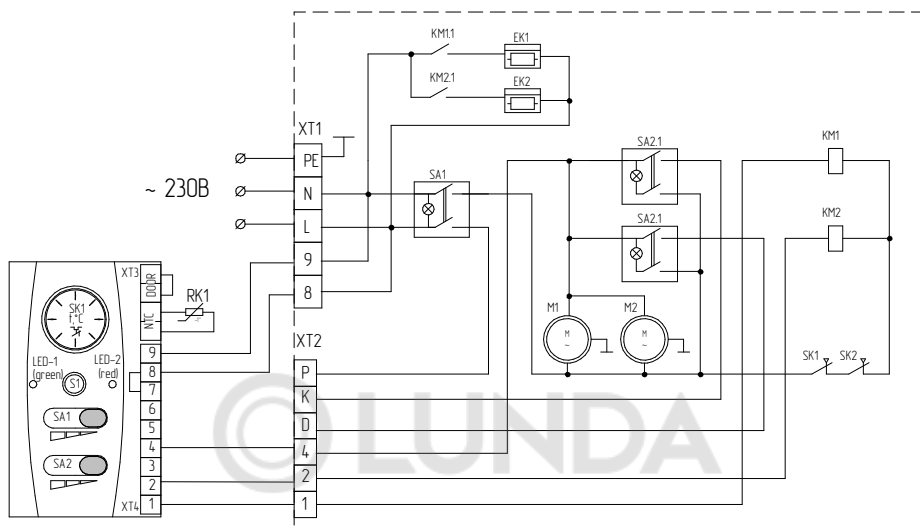 KM1.1
EK1
KM2.1
EK2
XT1
PE
N
L
9
8
~ 230В
SA1
SA2.1
SA2.1
KM1
KM2
M1
M
~
M2
M
~
SK1
SK2
XT3
DOOR
NTC
RK1
SK1
t,°C
LED-1
(green)
LED-2
(red)
S1
SA1
SA2
9
8
7
6
5
4
3
2
1
XT4
XT2
P
K
D
4
2
1
© LUNDA